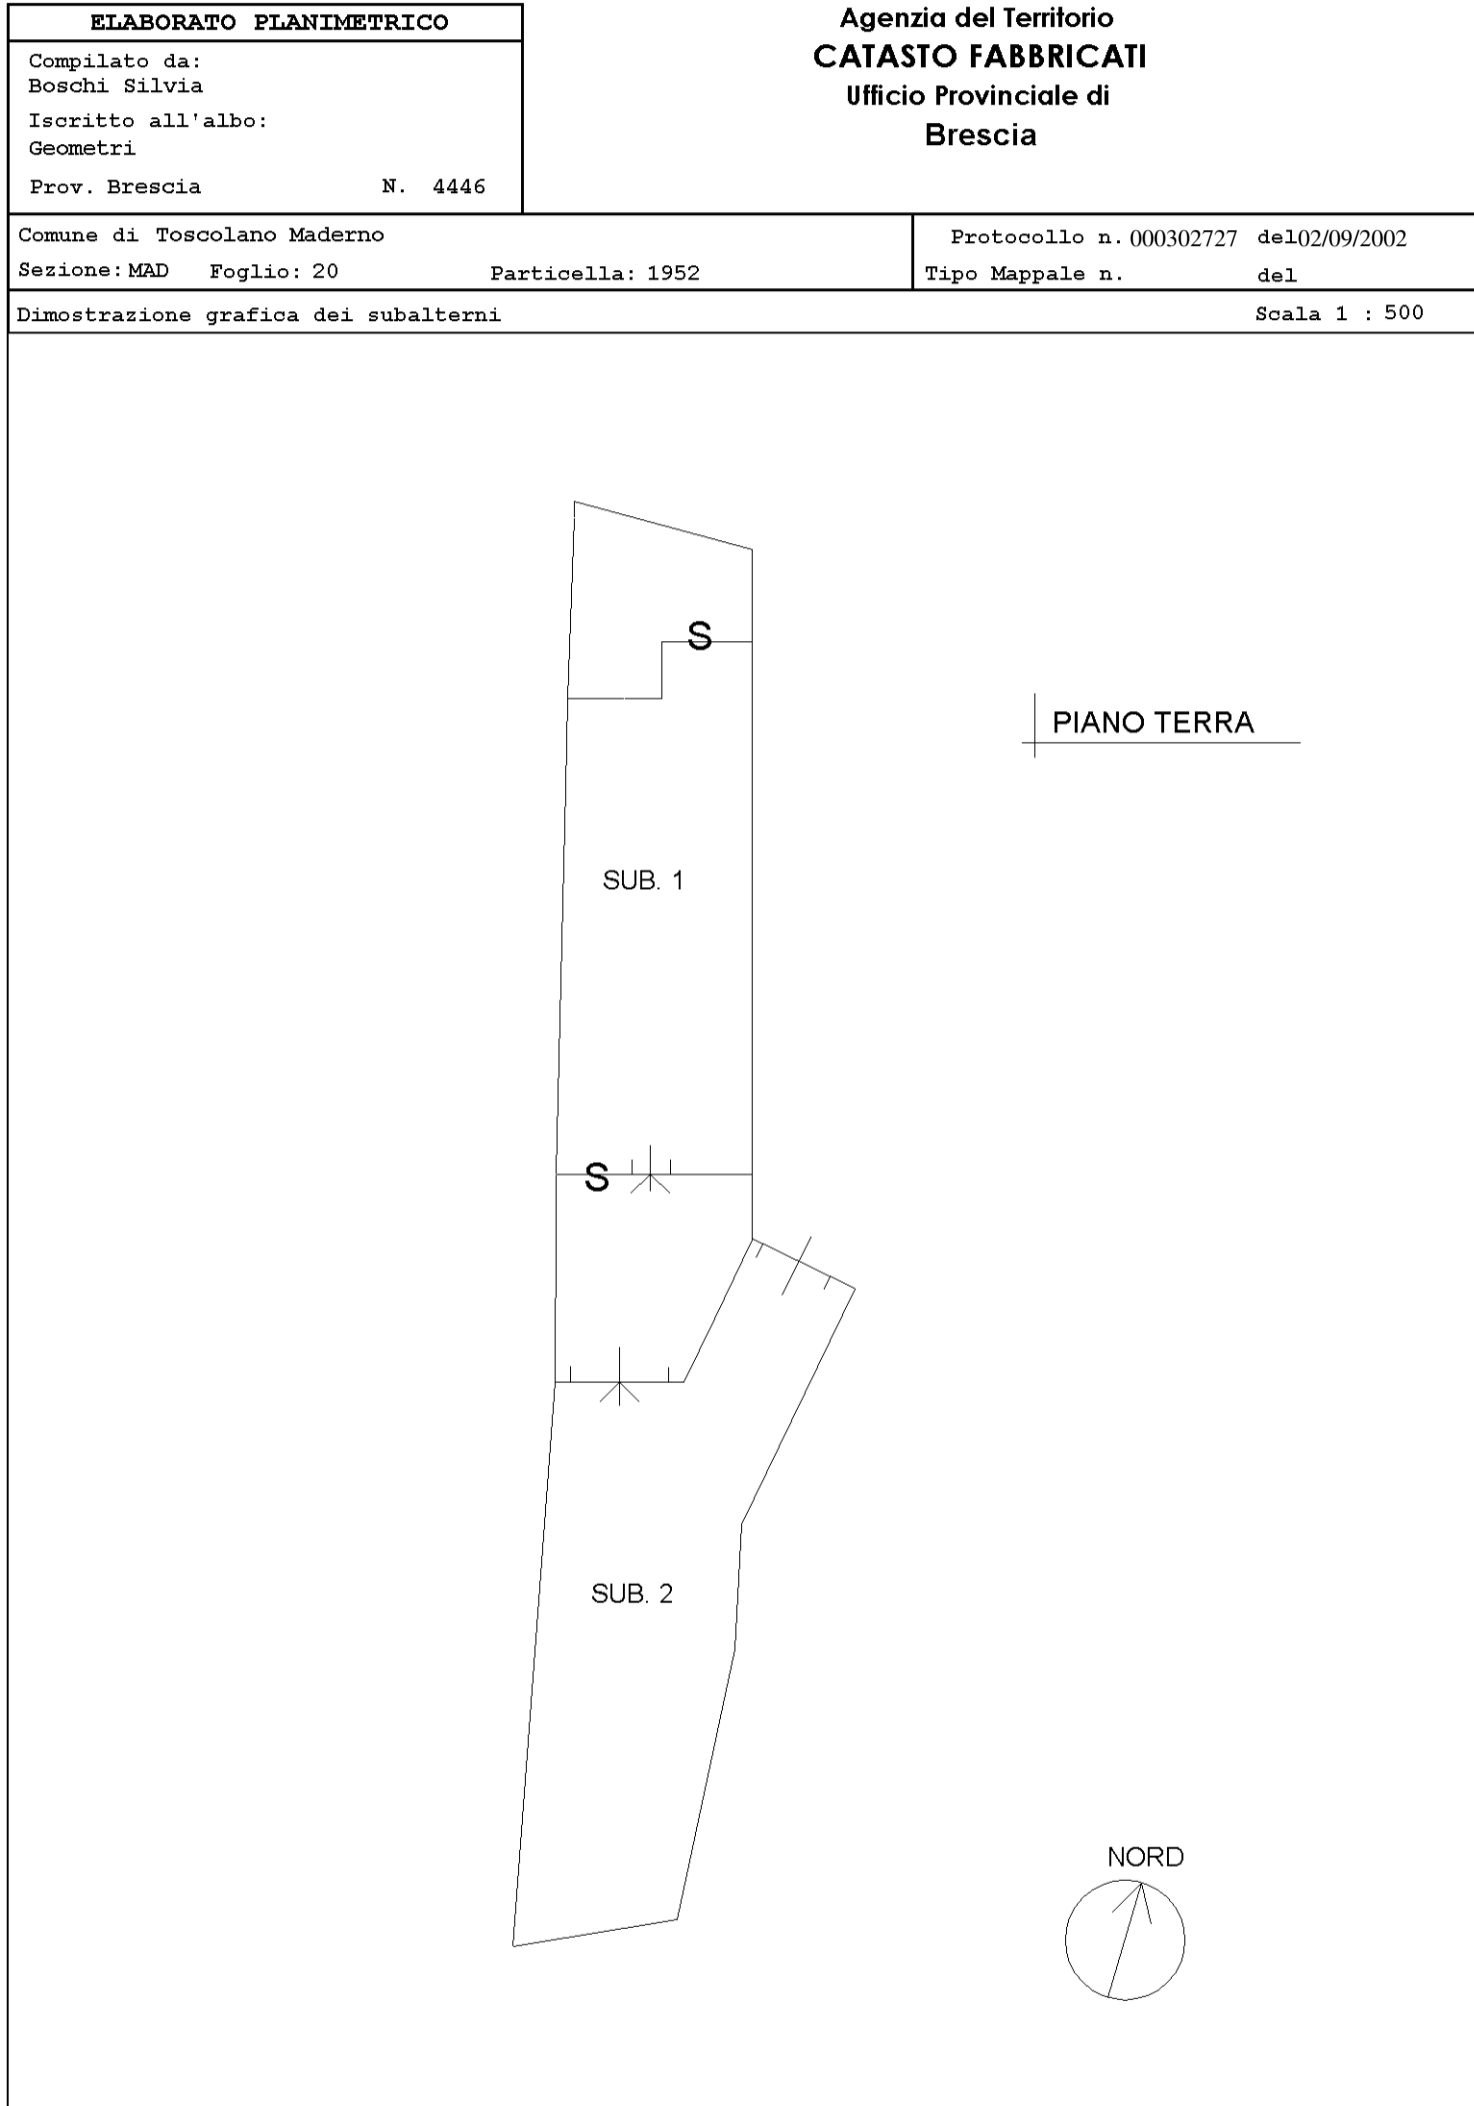 ELABORATO PLANIMETRICO
Compilato da:
Boschi Silvia
Iscritto all'albo:
Geometri
Prov. Brescia N. 4446
Agenzia del Territorio
CATASTO FABBRICATI
Ufficio Provinciale di
Brescia
Comune di Toscolano Maderno
Sezione: MAD Foglio: 20 Particella: 1952
Protocollo n. 000302727 del 02/09/2002
Tipo Mappale n. del
Dimostrazione grafica dei subalterni Scala 1 : 500
S
PIANO TERRA
SUB. 1
S
SUB. 2
NORD